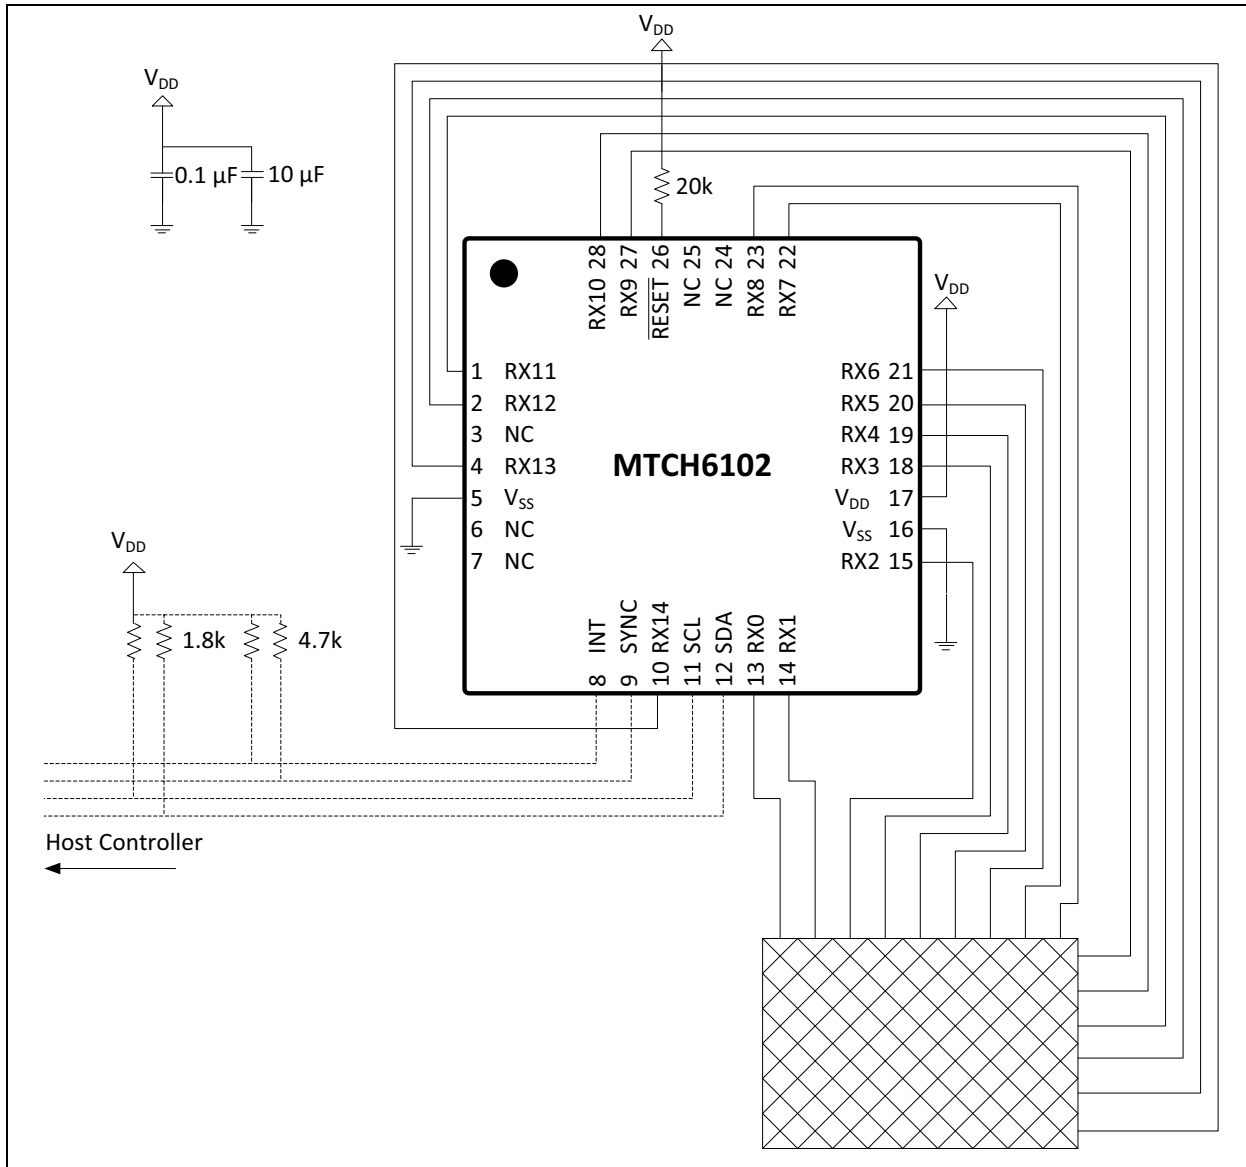 VDD
VDD
0.1 µF
10 µF
20k
RX10 28
RX9 27
RESET 26
NC 25
NC 24
RX8 23
RX7 22
VDD
1 RX11
2 RX12
3 NC
4 RX13
5 VSS
6 NC
7 NC
MTCH6102
RX6 21
RX5 20
RX4 19
RX3 18
VDD 17
VSS 16
RX2 15
VDD
1.8k
4.7k
8 INT
9 SYNC
10 RX14
11 SCL
12 SDA
13 RX0
14 RX1
Host Controller